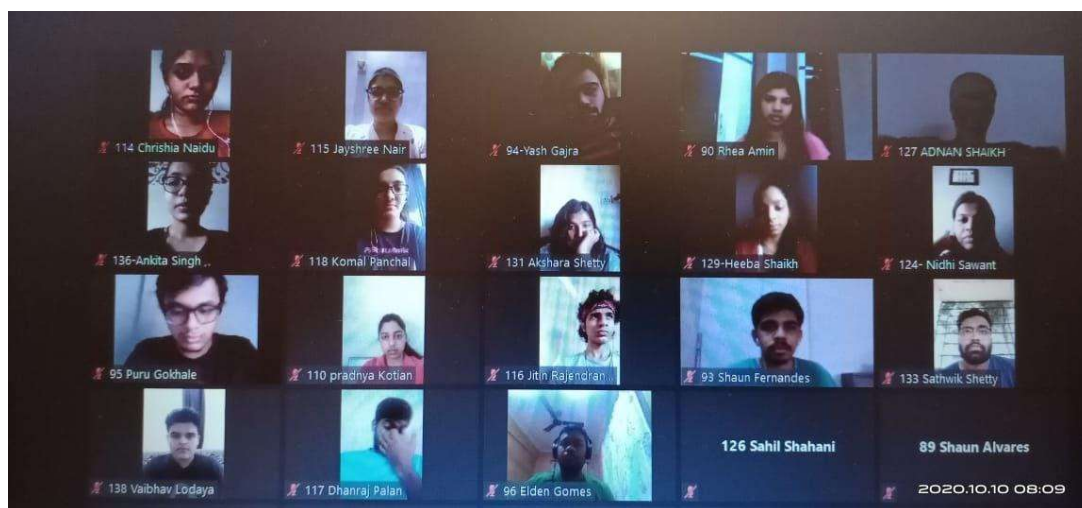 114 Chrishia Naidu
115 Jayshree Nair
94-Yash Gajra
90 Rhea Amin
127 ADNAN SHAIKH
136-Ankita Singh ,.
118 Komal Panchal
131 Akshara Shetty
129-Heeba Shaikh
124- Nidhi Sawant
95 Puru Gokhale
110 pradnya Kotian
116 Jitin Rajendran...
93 Shaun Fernandes
133 Sathwik Shetty
138 Vaibhav Lodaya
117 Dhanraj Palan
96 Elden Gomes
126 Sahil Shahani
89 Shaun Alvares
2020.10.10 08:09